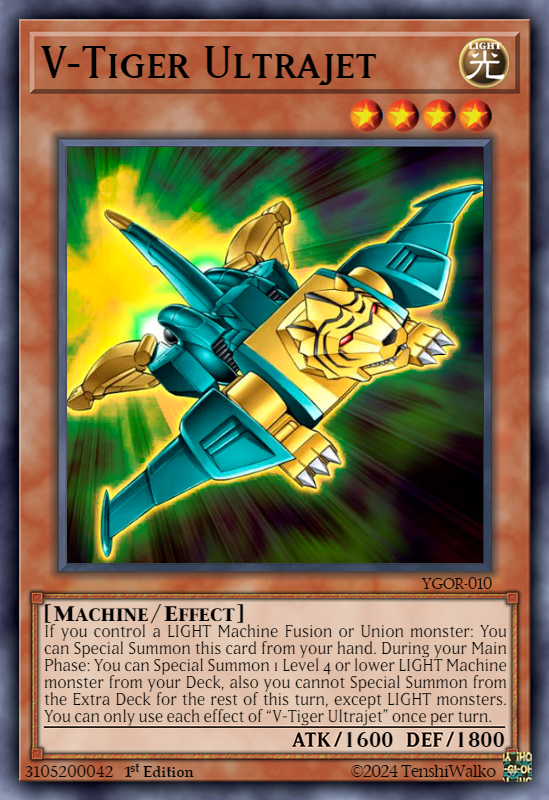 V-Tiger Ultrajet
LIGHT
光
YGOR-010
[Machine/Effect]
If you control a LIGHT Machine Fusion or Union monster: You
can Special Summon this card from your hand. During your Main
Phase: You can Special Summon 1 Level 4 or lower LIGHT Machine
monster from your Deck, also you cannot Special Summon from
the Extra Deck for the rest of this turn, except LIGHT monsters.
You can only use each effect of “V-Tiger Ultrajet” once per turn.
ATK/1600 DEF/1800
3105200042 1st Edition ©2024 TenshiWalko